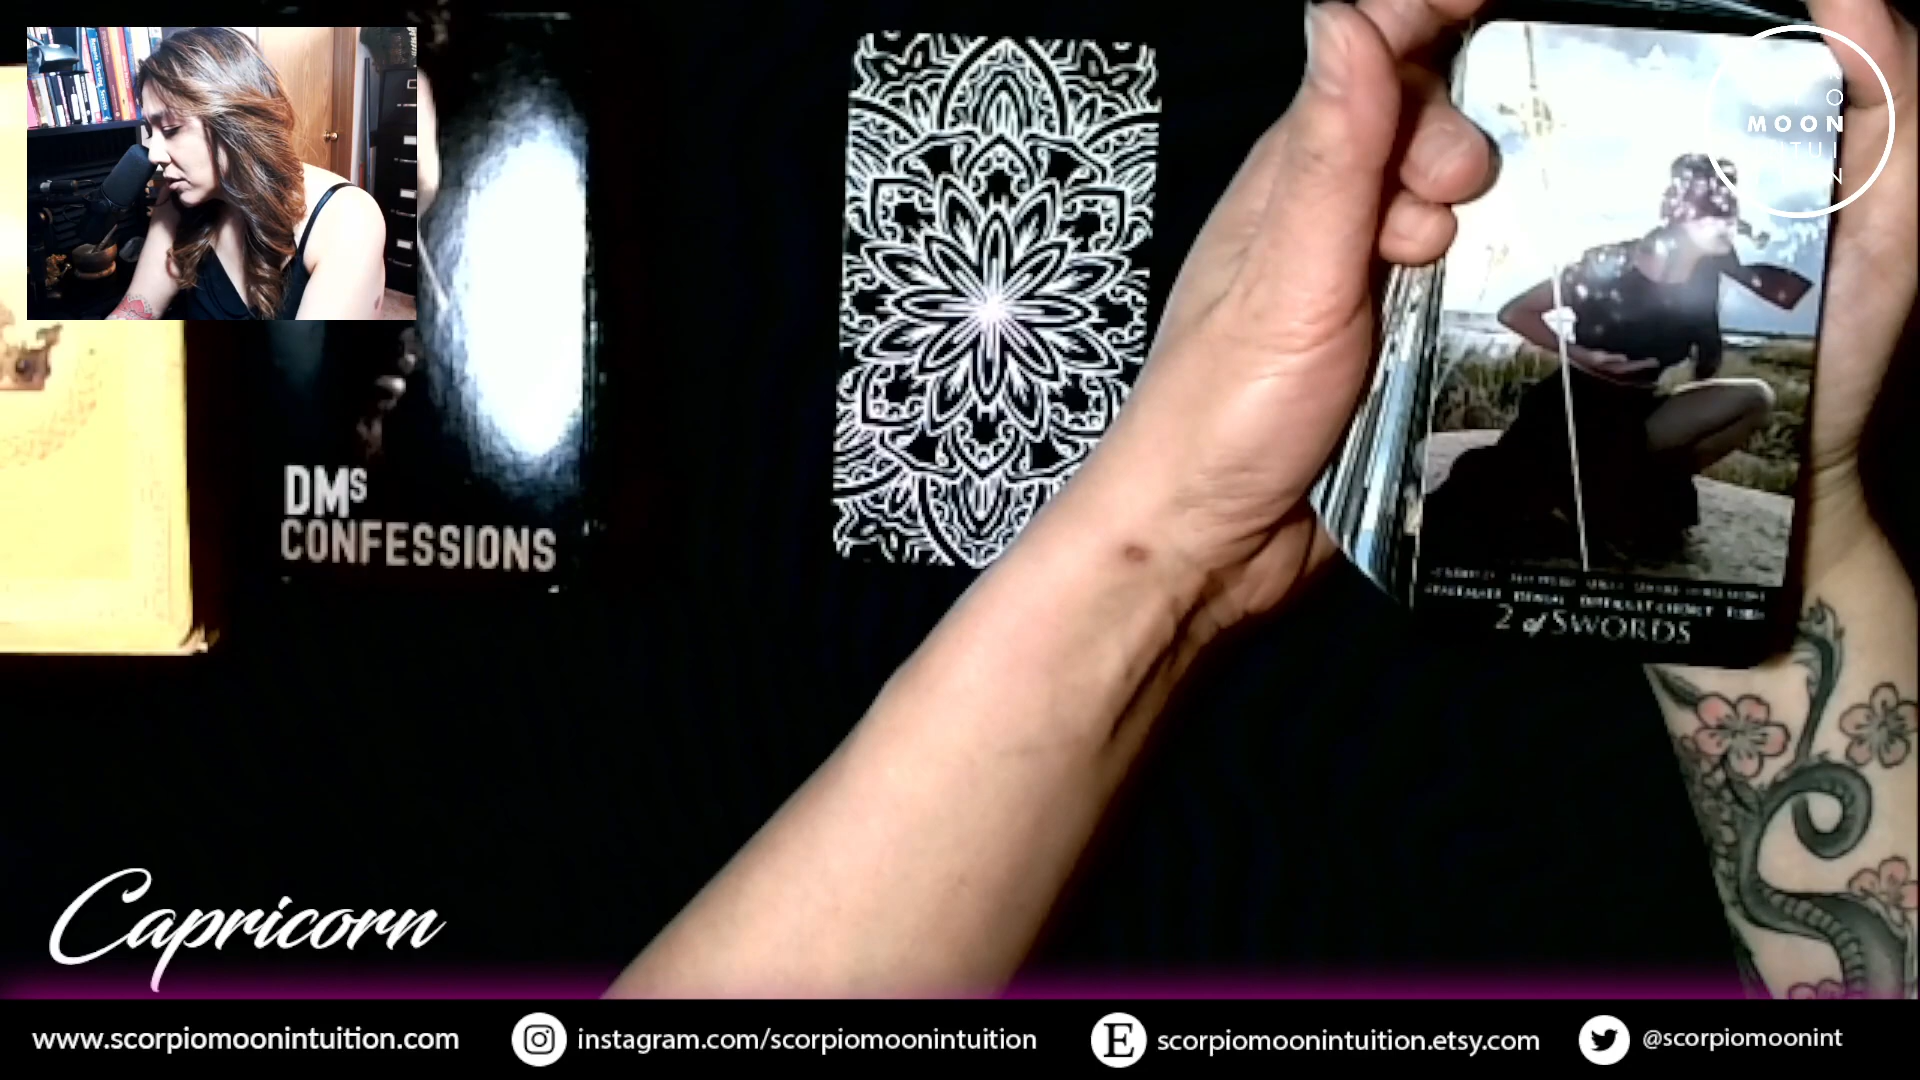 MOON
DMs
CONFESSIONS
2 of SWORDS
Capricorn
www.scorpiomoonintuition.com
instagram.com/scorpiomoonintuition
E
scorpiomoonintuition.etsy.com
@scorpiomoonint